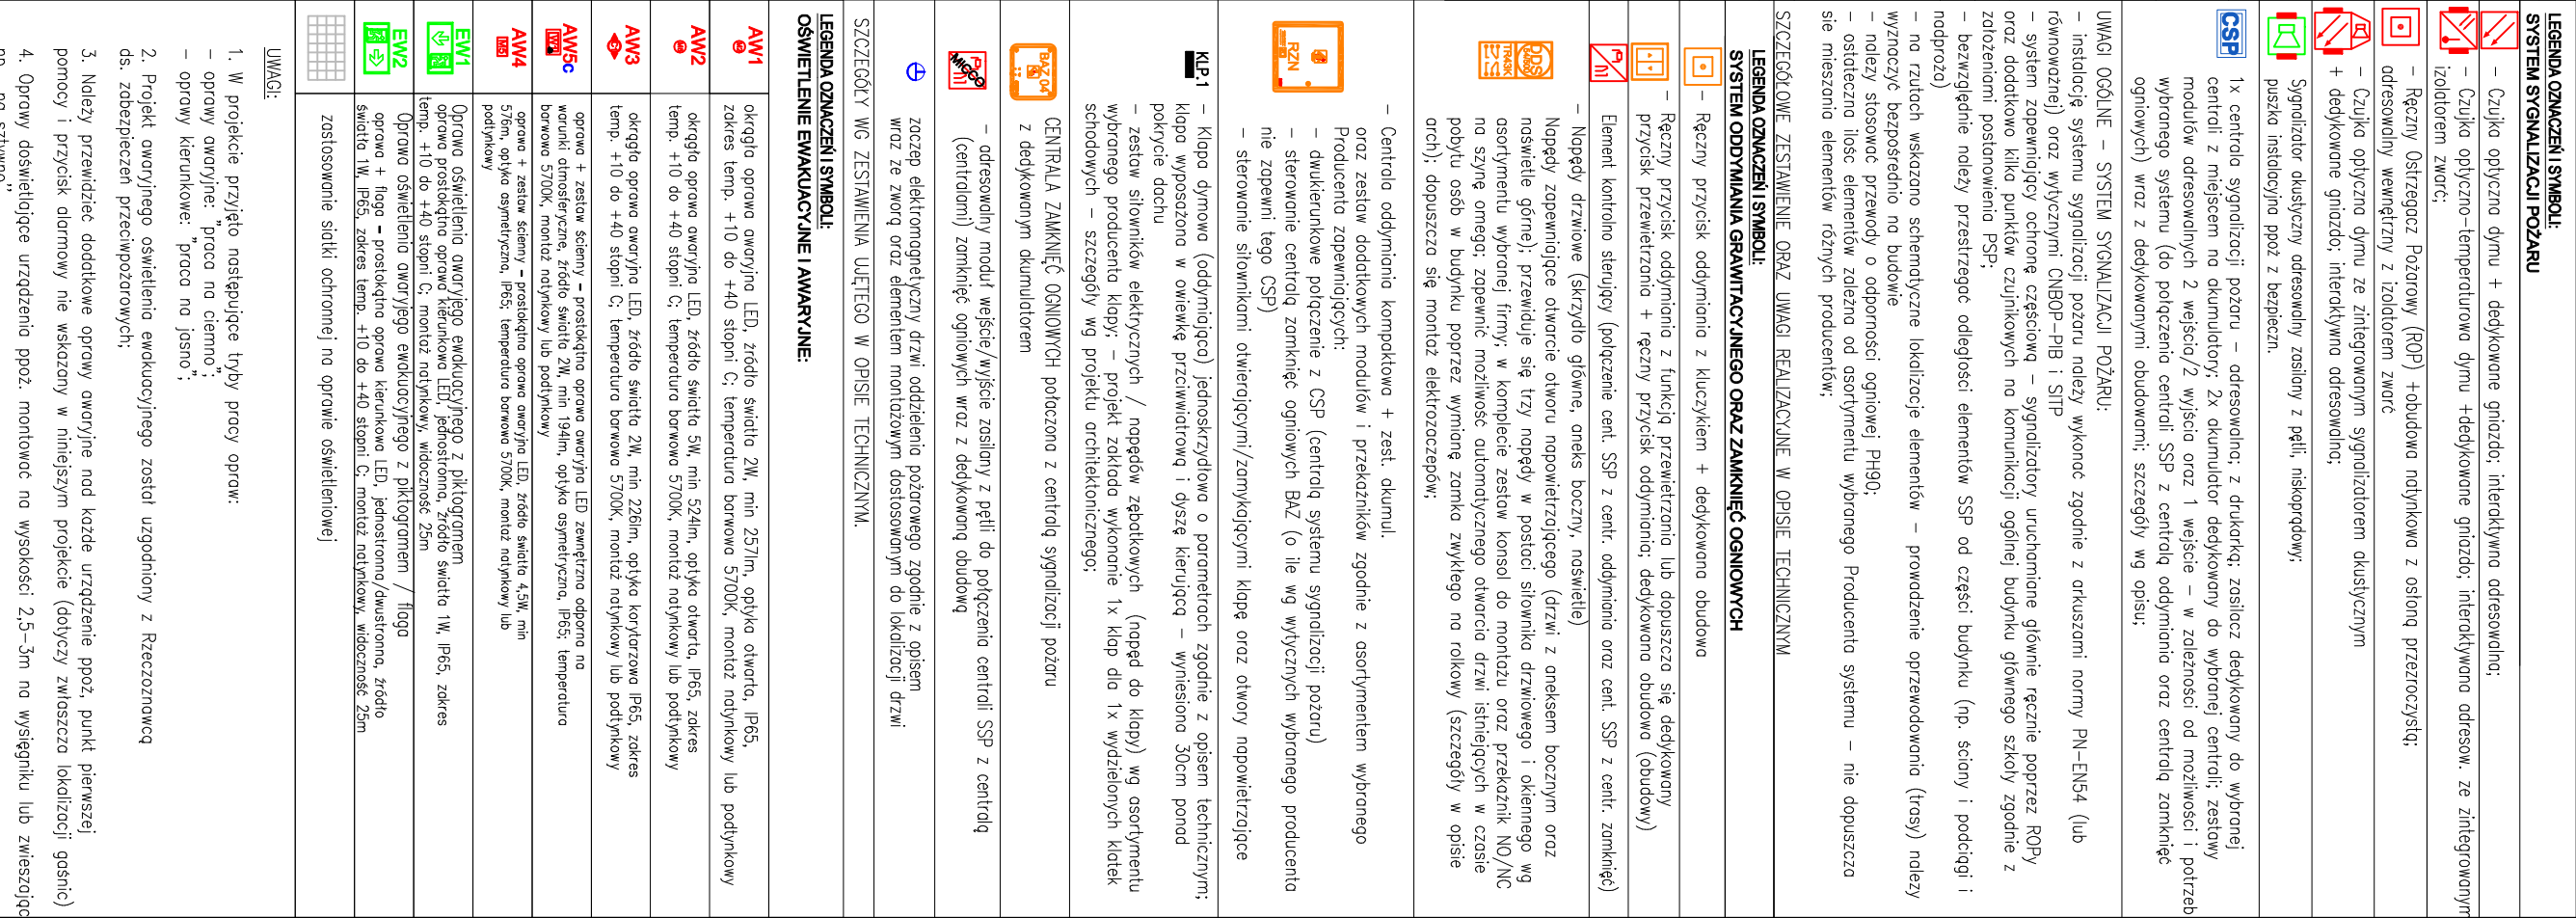 LEGENDA OZNACZEŃ I SYMBOLI:
SYSTEM SYGNALIZACJI POŻARU
– Czujka optyczna dymu + dedykowane gniazdo; interaktywna adresowalna;
– Czujka optyczno–temperaturowa dymu +dedykowane gniazdo; interaktywna adresow. ze zintegrowanym
izolatorem zwarć;
– Ręczny Ostrzegacz Pożarowy (ROP) +obudowa natynkowa z osłoną przezroczystą;
adresowalny wewnętrzny z izolatorem zwarć
– Czujka optyczna dymu ze zintegrowanym sygnalizatorem akustycznym
+ dedykowane gniazdo; interaktywna adresowalna;
Sygnalizator akustyczny adresowalny zasilany z pętli, niskoprądowy;
puszka instalacyjna ppoż z bezpieczn.
CSP
1x centrala sygnalizacji pożaru – adresowalna; z drukarką; zasilacz dedykowany do wybranej
centrali z miejscem na akumulatory; 2x akumulator dedykowany do wybranej centrali; zestawy
modułów adresowalnych 2 wejścia/2 wyjścia oraz 1 wejście – w zależności od możliwości i potrzeb
wybranego systemu (do połączenia centrali SSP z centralą oddymiania oraz centralą zamknięć
ogniowych) wraz z dedykowanymi obudowami; szczegóły wg opisu;
UWAGI OGÓLNE – SYSTEM SYGNALIZACJI POŻARU:
– instalację systemu sygnalizacji pożaru należy wykonać zgodnie z arkuszami normy PN–EN54 (lub
równoważnej) oraz wytycznymi CNBOP–PIB i SITP
– system zapewniający ochronę częściową – sygnalizatory uruchamiane głównie ręcznie poprzez ROPy
oraz dodatkowo kilka punktów czujnikowych na komunikacji ogólnej budynku głównego szkoły zgodnie z
założeniami postanowienia PSP;
– bezwzględnie należy przestrzegać odległości elementów SSP od części budynku (np. ściany i podciągi i
nadproża)
– na rzutach wskazano schematyczne lokalizacje elementów – prowadzenie oprzewodowania (trasy) należy
wyznaczyć bezpośrednio na budowie
– należy stosować przewody o odporności ogniowej PH90;
– ostateczna ilość elementów zależna od asortymentu wybranego Producenta systemu – nie dopuszcza
sie mieszania elementów różnych producentów;
SZCZEGÓŁOWE ZESTAWIENIE ORAZ UWAGI REALIZACYJNE W OPISIE TECHNICZNYM
LEGENDA OZNACZEŃ I SYMBOLI:
SYSTEM ODDYMIANIA GRAWITACYJNEGO ORAZ ZAMKNIĘĆ OGNIOWYCH
– Ręczny przycisk oddymiania z kluczykiem + dedykowana obudowa
– Ręczny przycisk oddymiania z funkcją przewietrzania lub dopuszcza się dedykowany
przycisk przewietrzania + ręczny przycisk oddymiania; dedykowana obudowa (obudowy)
Element kontrolno sterujący (połączenie cent. SSP z centr. oddymiania oraz cent. SSP z centr. zamknięć)
– Napędy drzwiowe (skrzydło główne, aneks boczny, naświetle)
Napędy zapewniające otwarcie otworu napowietrzającego (drzwi z aneksem bocznym oraz
naświetle górne); przewiduje się trzy napędy w postaci siłownika drzwiowego i okiennego wg
asortymentu wybranej firmy; w komplecie zestaw konsol do montażu oraz przekaźnik NO/NC
na szynę omega; zapewnić możliwość automatycznego otwarcia drzwi istniejących w czasie
pobytu osób w budynku poprzez wymianę zamka zwykłego na rolkowy (szczegóły w opisie
arch); dopuszcza się montaż elektrozaczepów;
DDS
TR43K
RZN
– Centrala oddymiania kompaktowa + zest. akumul.
oraz zestaw dodatkowych modułów i przekaźników zgodnie z asortymentem wybranego
Producenta zapewniających:
– dwukierunkowe połączenie z CSP (centralą systemu sygnalizacji pożaru)
– sterowanie centralą zamknięć ogniowych BAZ (o ile wg wytycznych wybranego producenta
nie zapewni tego CSP)
– sterowanie siłownikami otwierającymi/zamykającymi klapę oraz otwory napowietrzające
KLP.1
– Klapa dymowa (oddymiająca) jednoskrzydłowa o parametrach zgodnie z opisem technicznym;
klapa wyposażona w owiewkę przciwwiatrową i dyszę kierującą – wyniesiona 30cm ponad
pokrycie dachu
– zestaw siłowników elektrycznych / napędów zębatkowych (napęd do klapy) wg asortymentu
wybranego producenta klapy; – projekt zakłada wykonanie 1x klap dla 1x wydzielonych klatek
schodowych – szczegóły wg projektu architektonicznego;
BAZ 04
CENTRALA ZAMKNIĘĆ OGNIOWYCH połaczona z centralą sygnalizacji pożaru
z dedykowanym akumulatorem
– adresowalny moduł wejście/wyjście zasilany z pętli do połączenia centrali SSP z centralą
(centralami) zamknięć ogniowych wraz z dedykowaną obudową
zaczep elektromagnetyczny drzwi oddzielenia pożarowego zgodnie z opisem
wraz ze zworą oraz elementem montażowym dostosowanym do lokalizacji drzwi
SZCZEGÓŁY WG ZESTAWIENIA UJĘTEGO W OPISIE TECHNICZNYM.
LEGENDA OZNACZEŃ I SYMBOLI:
OŚWIETLENIE EWAKUACYJNE I AWARYJNE:
AW1
okrągła oprawa awaryjna LED, źródło światła 2W, min 257lm, optyka otwarta, IP65,
zakres temp. +10 do +40 stopni C; temperatura barwowa 5700K, montaż natynkowy lub podtynkowy
AW2
okrągła oprawa awaryjna LED, źródło światła 5W, min 524lm, optyka otwarta, IP65, zakres
temp. +10 do +40 stopni C; temperatura barwowa 5700K, montaż natynkowy lub podtynkowy
AW3
okrągła oprawa awaryjna LED, źródło światła 2W, min 226lm, optyka korytarzowa IP65, zakres
temp. +10 do +40 stopni C; temperatura barwowa 5700K, montaż natynkowy lub podtynkowy
AW5c
oprawa + zestaw ścienny – prostokątna oprawa awaryjna LED zewnętrzna odporna na
warunki atmosferyczne, źródło światła 2W, min 194lm, optyka asymetryczna, IP65; temperatura
barwowa 5700K, montaż natynkowy lub podtynkowy
AW4
oprawa + zestaw ścienny – prostokątna oprawa awaryjna LED, źródło światła 4,5W, min
576m, optyka asymetryczna, IP65; temperatura barwowa 5700K, montaż natynkowy lub
podtynkowy
EW1
Oprawa oświetlenia awaryjego ewakuacyjnego z piktogramem
oprawa prostokątna oprawa kierunkowa LED, jednostronna, źródło światła 1W, IP65, zakres
temp. +10 do +40 stopni C; montaż natynkowy, widoczność 25m
EW2
Oprawa oświetlenia awaryjego ewakuacyjnego z piktogramem / flaga
oprawa + flaga – prostokątna oprawa kierunkowa LED, jednostronna/dwustronna, źródło
światła 1W, IP65, zakres temp. +10 do +40 stopni C; montaż natynkowy, widoczność 25m
zastosowanie siatki ochronnej na oprawie oświetleniowej
UWAGI:
1. W projekcie przyjęto następujące tryby pracy opraw:
– oprawy awaryjne: "praca na ciemno";
– oprawy kierunkowe: "praca na jasno";
2. Projekt awaryjnego oświetlenia ewakuacyjnego został uzgodniony z Rzeczoznawcą
ds. zabezpieczeń przeciwpożarowych;
3. Należy przewidzieć dodatkowe oprawy awaryjne nad każde urządzenie ppoż, punkt pierwszej
pomocy i przycisk alarmowy nie wskazany w niniejszym projekcie (dotyczy zwłaszcza lokalizacji gaśnic)
4. Oprawy doświetlające urządzenia ppoż. montować na wysokości 2,5–3m na wysięgniku lub zwieszając